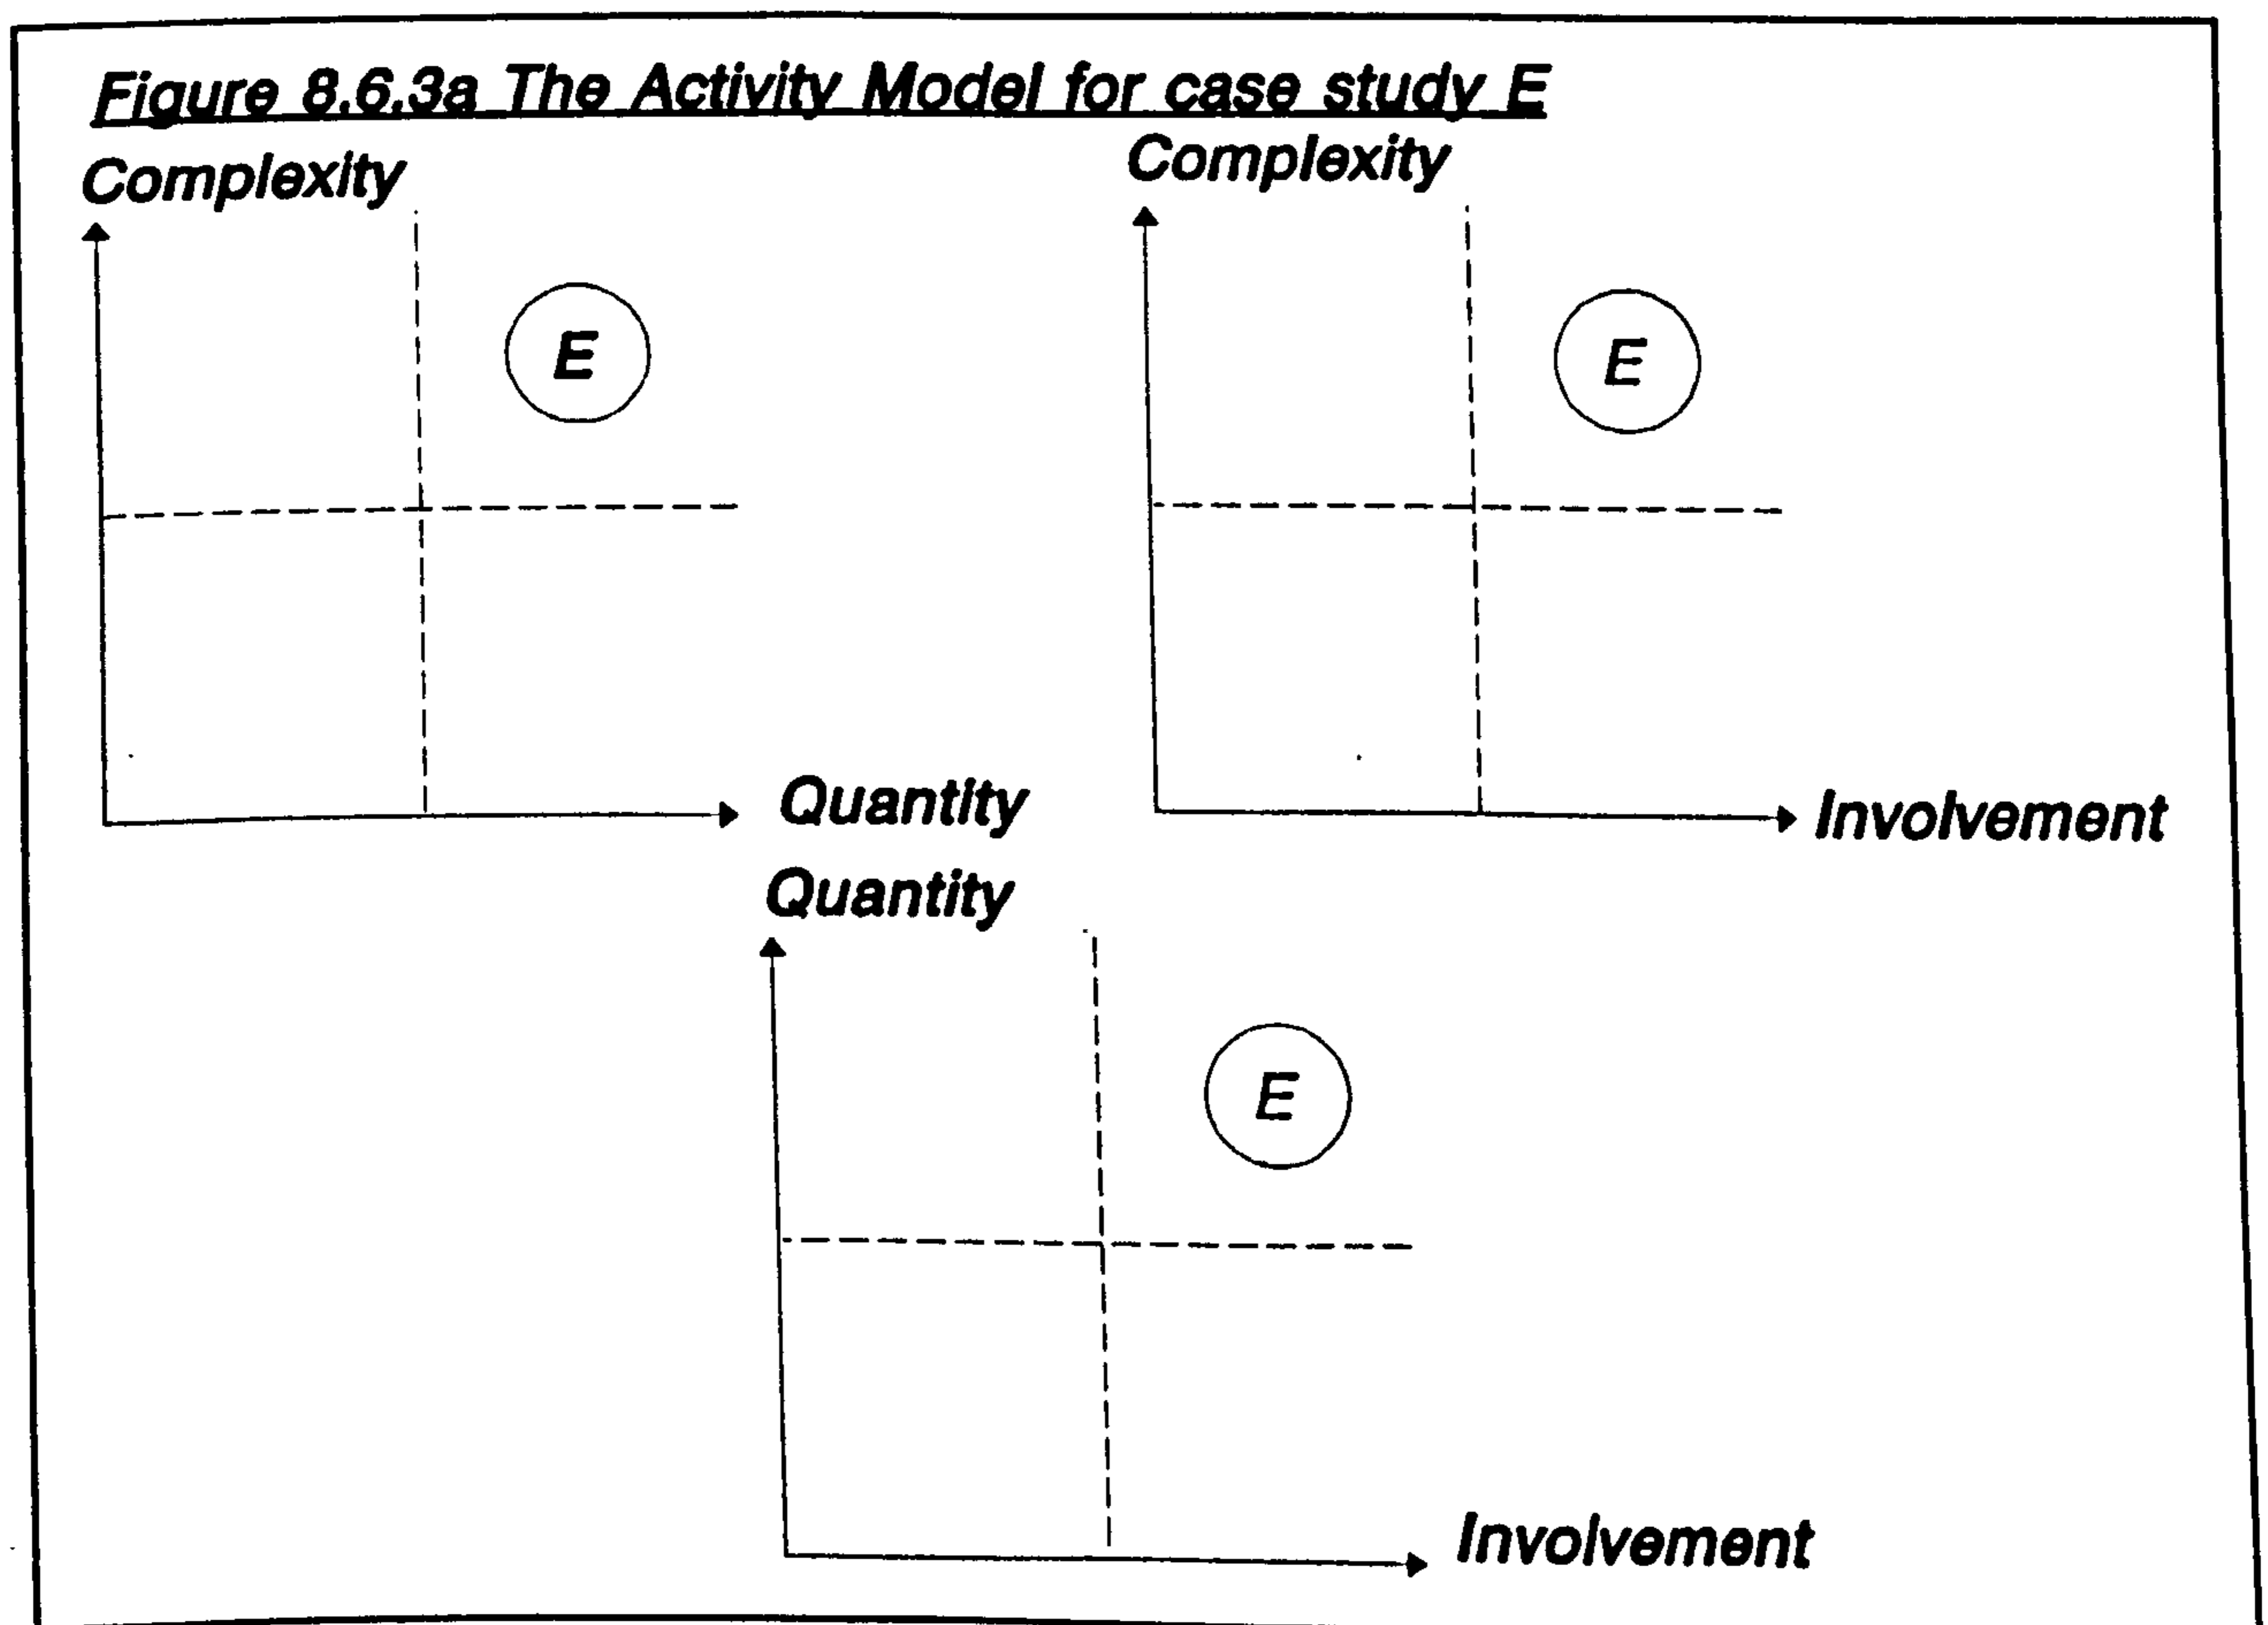 Figure 8.6.3a The Activity Model for case study E
Complexity
E
Quantity
Complexity
E
Involvement
Quantity
E
Involvement